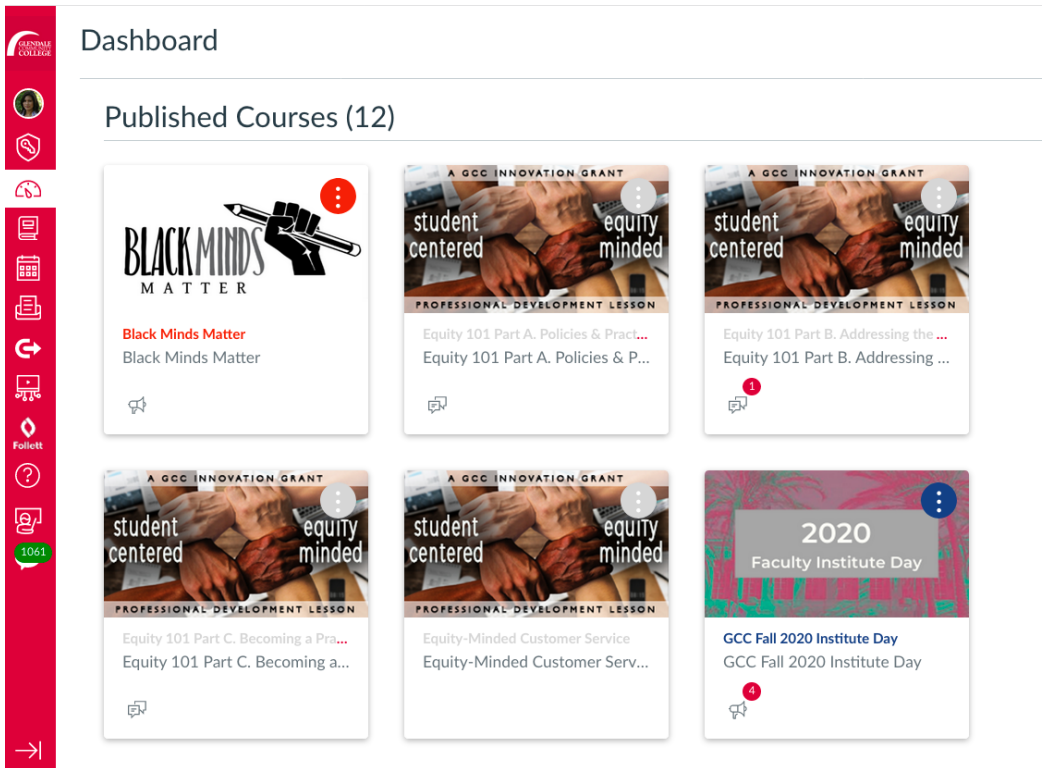 GLENDALE
COMMUNITY
COLLEGE
Dashboard
Published Courses (12)
BLACK MINDS
MATTER
Black Minds Matter
Black Minds Matter
A GCC INNOVATION GRANT
student
centered
equity
minded
PROFESSIONAL DEVELOPMENT LESSON
Equity 101 Part A. Policies & Pract...
Equity 101 Part A. Policies & P...
A GCC INNOVATION GRANT
student
centered
equity
minded
PROFESSIONAL DEVELOPMENT LESSON
Equity 101 Part B. Addressing the ...
Equity 101 Part B. Addressing ...
1
A GCC INNOVATION GRANT
student
centered
equity
minded
PROFESSIONAL DEVELOPMENT LESSON
Equity 101 Part C. Becoming a Pra...
Equity 101 Part C. Becoming a...
A GCC INNOVATION GRANT
student
centered
equity
minded
PROFESSIONAL DEVELOPMENT LESSON
Equity-Minded Customer Service
Equity-Minded Customer Serv...
2020
Faculty Institute Day
GCC Fall 2020 Institute Day
GCC Fall 2020 Institute Day
4
Follett
1061